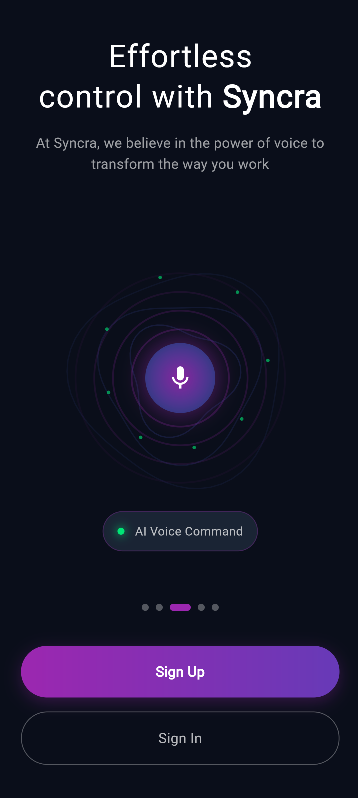 Effortless
control with Syncra
At Syncra, we believe in the power of voice to
transform the way you work
AI Voice Command
Sign Up
Sign In